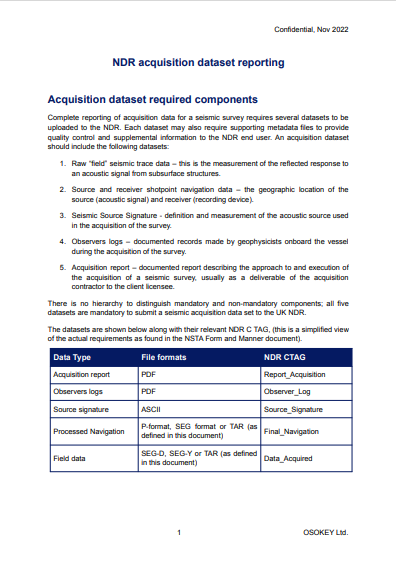 Confidential, Nov 2022
NDR acquisition dataset reporting
Acquisition dataset required components
Complete reporting of acquisition data for a seismic survey requires several datasets to be
uploaded to the NDR. Each dataset may also require supporting metadata files to provide
quality control and supplemental information to the NDR end user. An acquisition dataset
should include the following datasets:
1. Raw “field” seismic trace data – this is the measurement of the reflected response to
an acoustic signal from subsurface structures.
2. Source and receiver shotpoint navigation data – the geographic location of the
source (acoustic signal) and receiver (recording device).
3. Seismic Source Signature - definition and measurement of the acoustic source used
in the acquisition of the survey.
4. Observers logs – documented records made by geophysicists onboard the vessel
during the acquisition of the survey.
5. Acquisition report – documented report describing the approach to and execution of
the acquisition of a seismic survey, usually as a deliverable of the acquisition
contractor to the client licensee.
There is no hierarchy to distinguish mandatory and non-mandatory components; all five
datasets are mandatory to submit a seismic acquisition data set to the UK NDR.
The datasets are shown below along with their relevant NDR C TAG, (this is a simplified view
of the actual requirements as found in the NSTA Form and Manner document).
Data Type File formats NDR CTAG
Acquisition report PDF Report_Acquisition
Observers logs PDF Observer_Log
Source signature ASCII Source_Signature
Processed Navigation P-format, SEG format or TAR (as defined in this document) Final_Navigation
Field data SEG-D, SEG-Y or TAR (as defined in this document) Data_Acquired
1 OSOKEY Ltd.